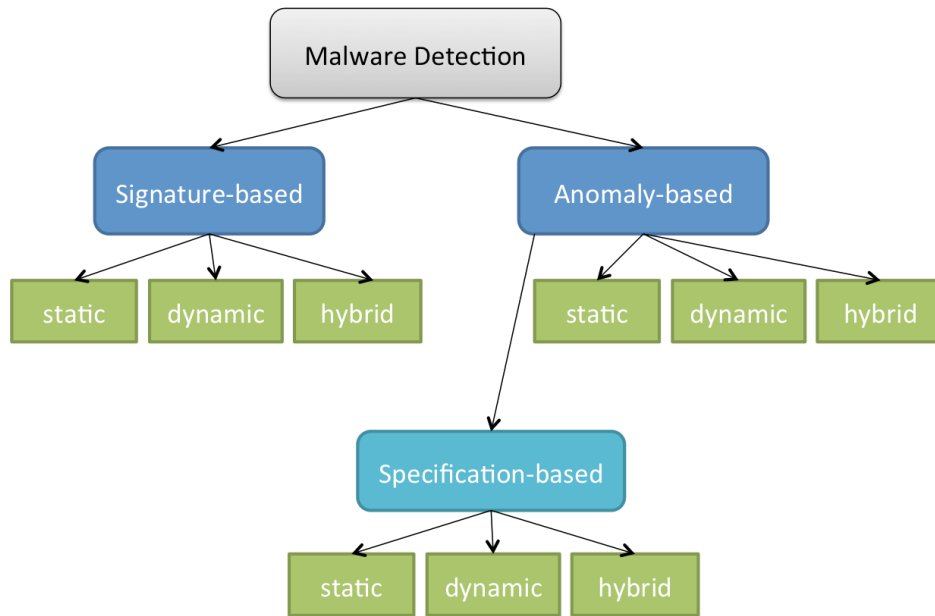 Malware Detection
Signature-based
Anomaly-based
static
dynamic
hybrid
static
dynamic
hybrid
Specification-based
static
dynamic
hybrid